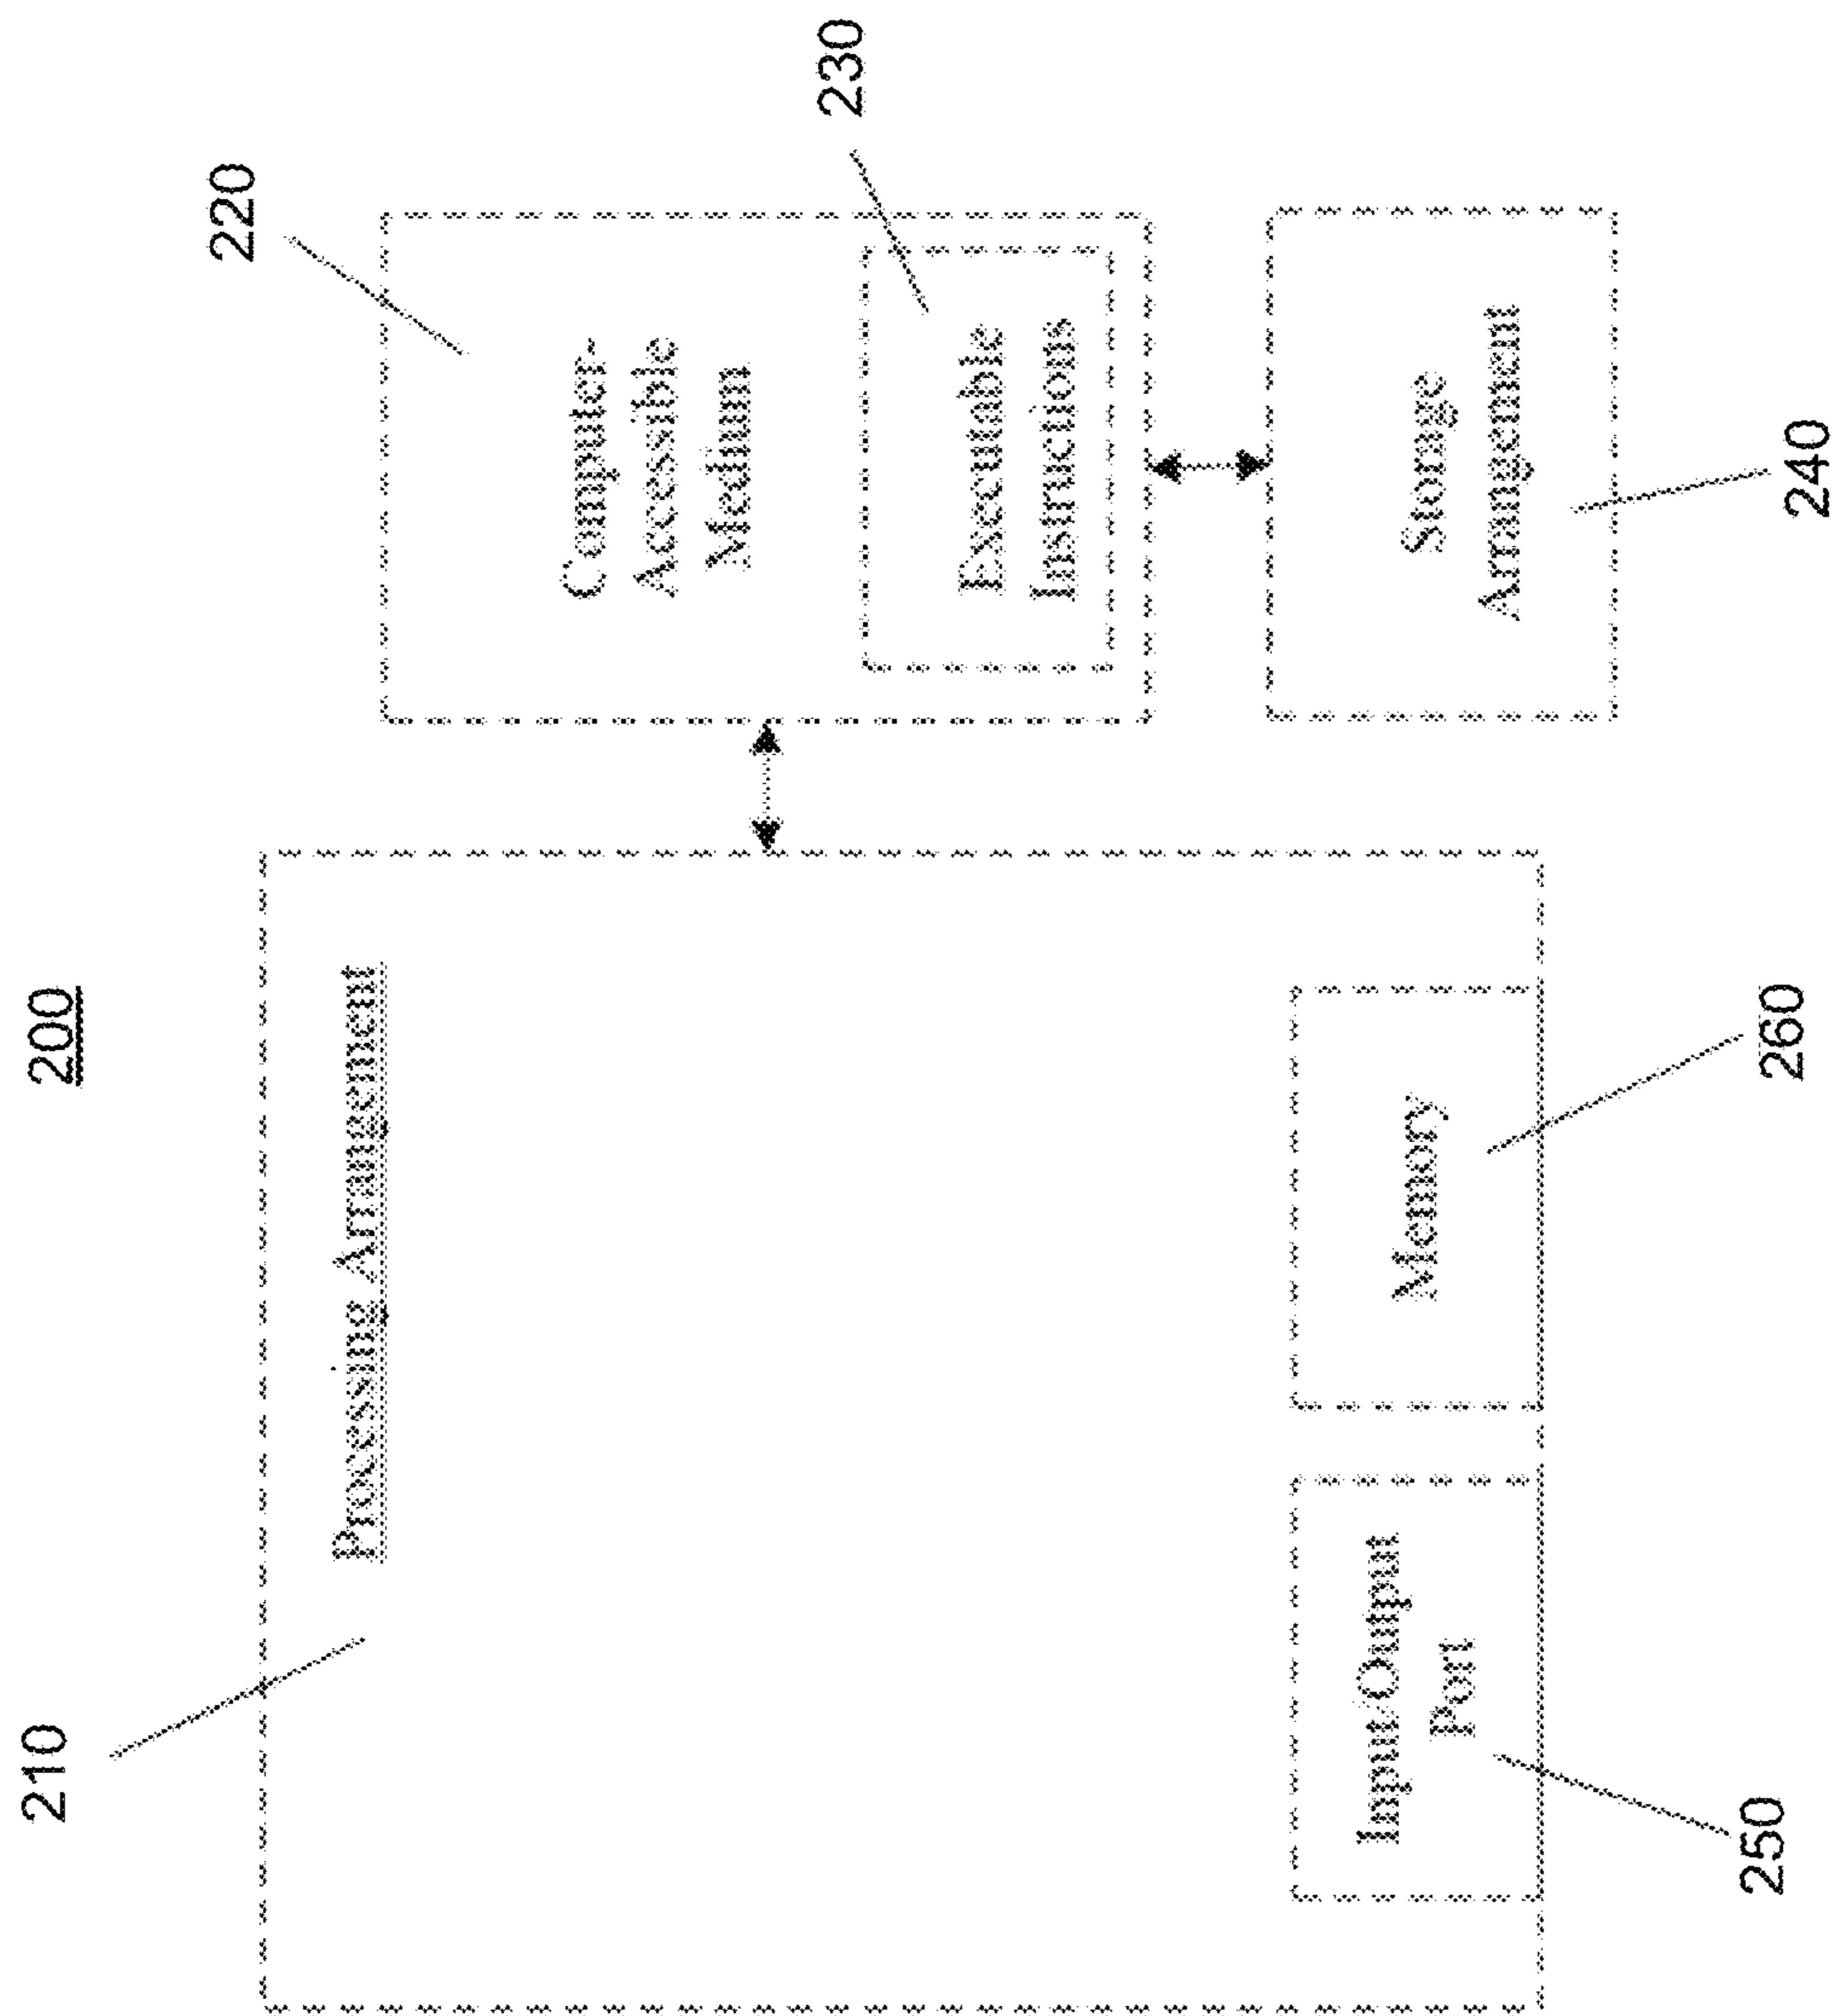 200
210
Processing Arrangement
220
Computer-
Accessible
Medium
230
Executable
Instructions
Input/Output
Port
250
Memory
260
Storage
Arrangement
240